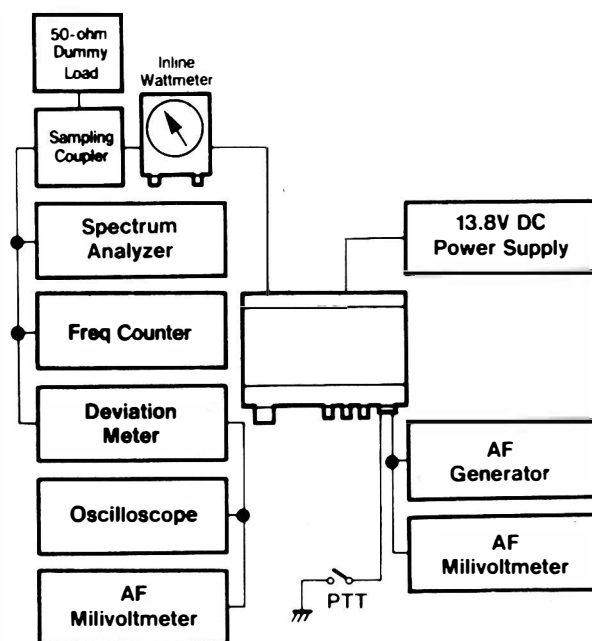 50-ohm
Dummy
Load
Inline
Wattmeter
Sampling
Coupler
Spectrum
Analyzer
13.8V DC
Power Supply
Freq Counter
Deviation
Meter
AF
Generator
Oscilloscope
AF
Milivoltmeter
PTT
AF
Milivoltmeter